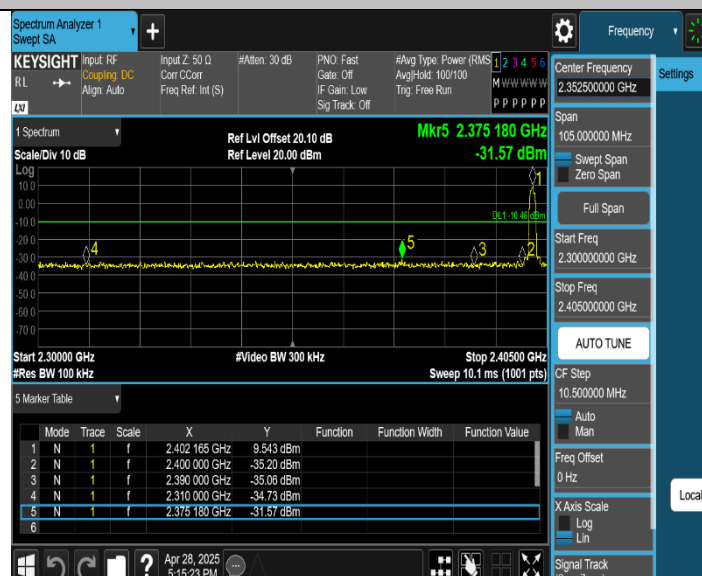 Spectrum Analyzer 1
Swept SA
+
Frequency
KEYSIGHT
RL
LXI
Input: RF
Coupling: DC
Align: Auto
Input Z: 50 Ω
Corr CCorr
Freq Ref: Int (S)
#Atten: 30 dB
PNO: Fast
Gate: Off
IF Gain: Low
Sig Track: Off
#Avg Type: Power (RMS
Avg|Hold: 100/100
Trig: Free Run
1 2 3 4 5 6
M W W W W W
P P P P P P
1 Spectrum
Scale/Div 10 dB
Ref Lvl Offset 20.10 dB
Ref Level 20.00 dBm
Mkr5 2.375 180 GHz
-31.57 dBm
Log
10.0
0.00
-10.0
-20.0
-30.0
-40.0
-50.0
-60.0
-70.0
DL1 -10.46 dBm
1
2
3
4
5
Start 2.30000 GHz
#Video BW 300 kHz
Stop 2.40500 GHz
#Res BW 100 kHz
Sweep 10.1 ms (1001 pts)
5 Marker Table
Mode Trace Scale X Y Function Function Width Function Value
1 N 1 f 2.402 165 GHz 9.543 dBm
2 N 1 f 2.400 000 GHz -35.20 dBm
3 N 1 f 2.390 000 GHz -35.06 dBm
4 N 1 f 2.310 000 GHz -34.73 dBm
5 N 1 f 2.375 180 GHz -31.57 dBm
6
?
Apr 28, 2025
5:15:23 PM
Center Frequency
2.352500000 GHz
Settings
Span
105.000000 MHz
Swept Span
Zero Span
Full Span
Start Freq
2.300000000 GHz
Stop Freq
2.405000000 GHz
AUTO TUNE
CF Step
10.500000 MHz
Auto
Man
Freq Offset
0 Hz
Local
X Axis Scale
Log
Lin
Signal Track